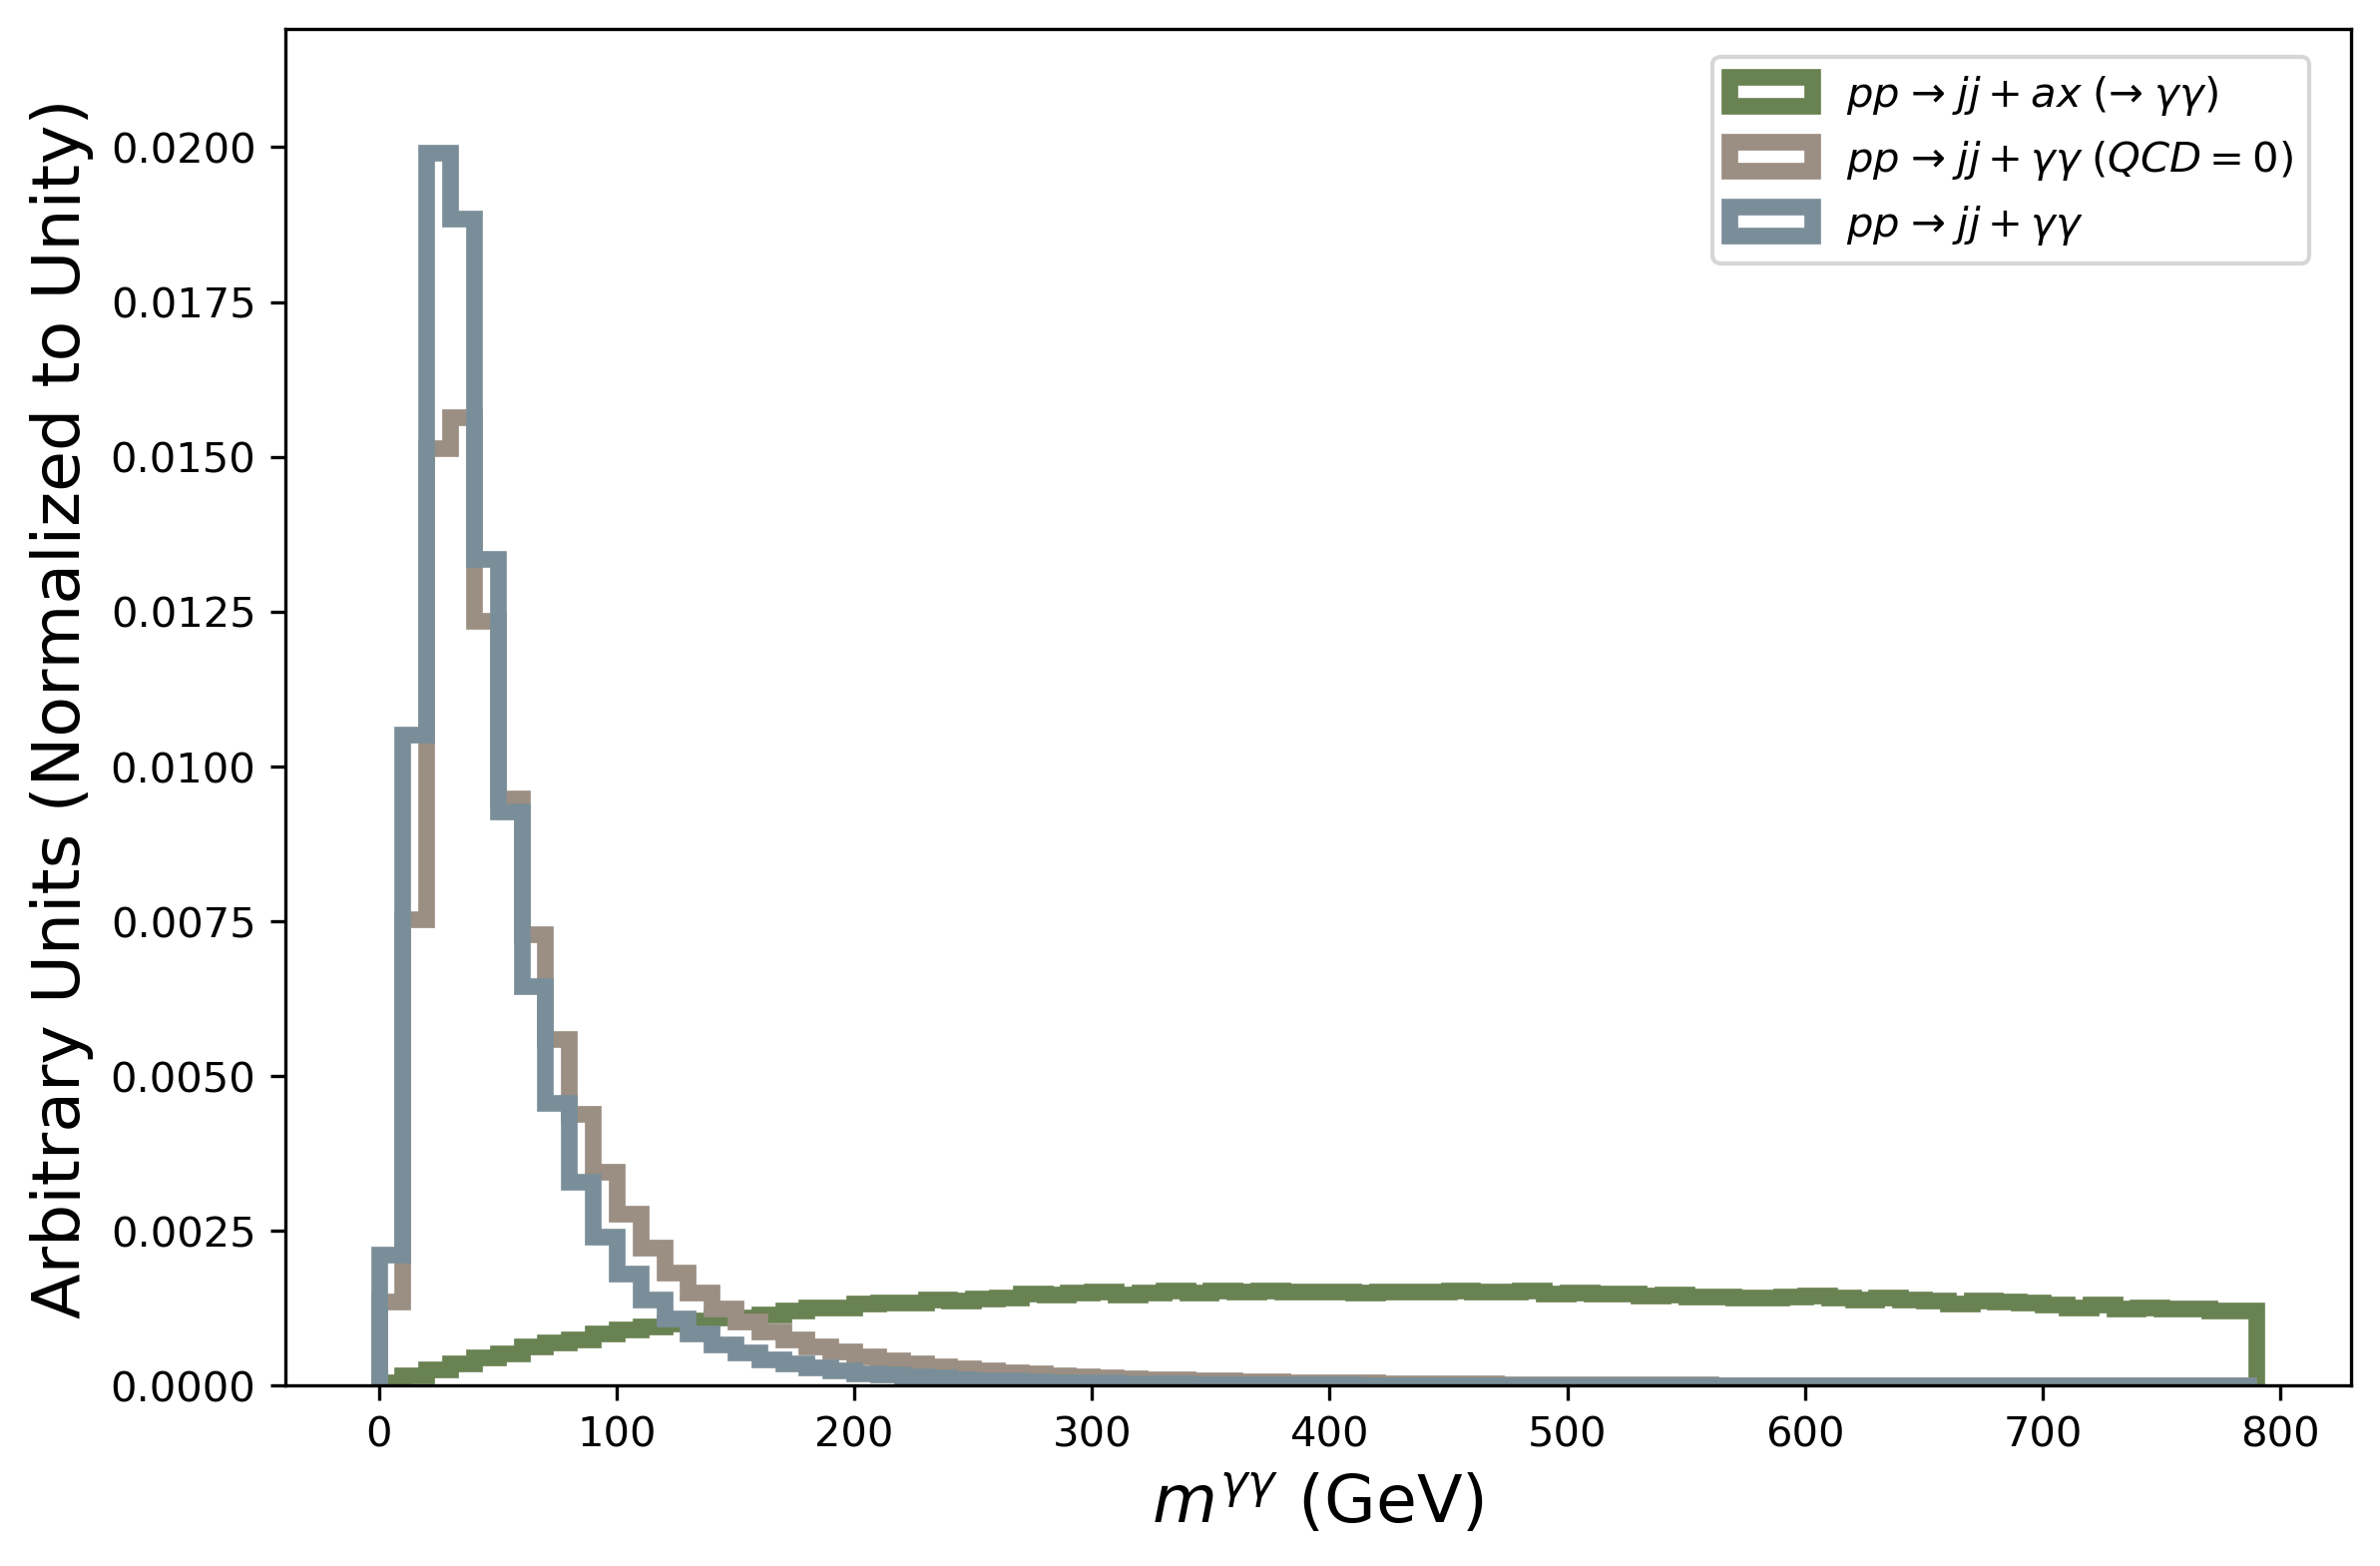 Arbitrary Units (Normalized to Unity)
0.0200
0.0175
0.0150
0.0125
0.0100
0.0075
0.0050
0.0025
0.0000
pp → jj + ax (→ γγ)
pp → jj + γγ (QCD = 0)
pp → jj + γγ
0 100 200 300 400 500 600 700 800
m^γγ (GeV)